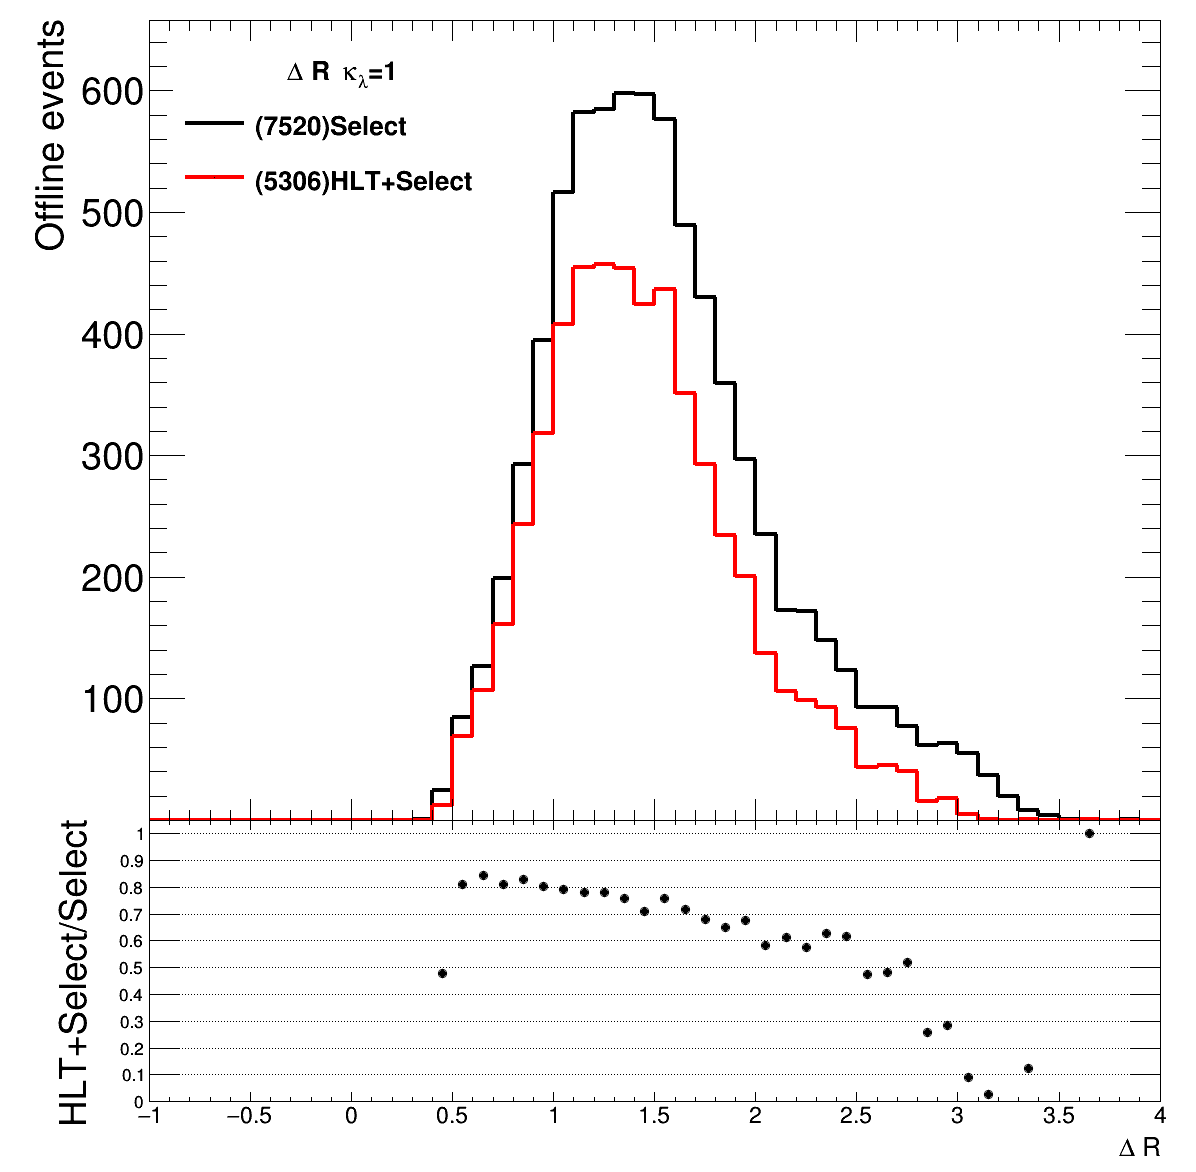 Offline events
600
500
400
300
200
100
Δ R κλ=1
(7520)Select
(5306)HLT+Select
HLT+Select/Select
1
0.9
0.8
0.7
0.6
0.5
0.4
0.3
0.2
0.1
0
−1 −0.5 0 0.5 1 1.5 2 2.5 3 3.5 4
Δ R